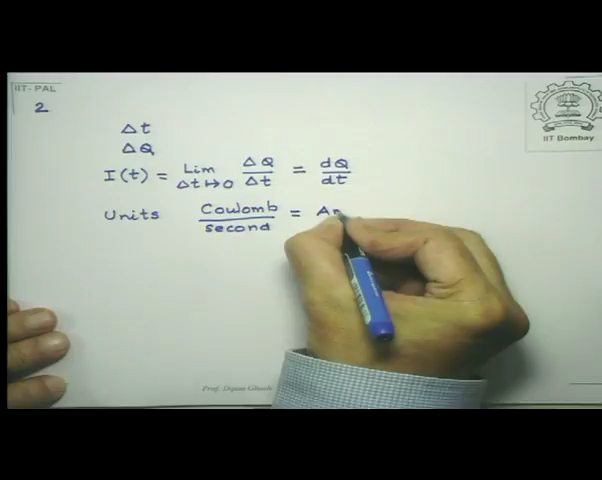 IIT-PAL
2
IIT Bombay
Δt
ΔQ
I(t) = Lim Δt↦0 ΔQ/Δt = dQ/dt
Units Coulomb/second =
Prof. Dipan